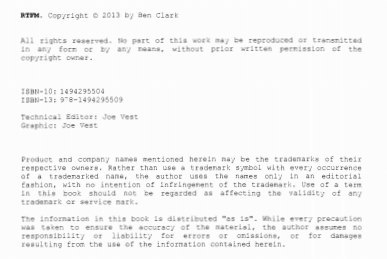 RTFM. Copyright © 2013 by Ben Clark
All rights reserved. No part of this work may be reproduced or transmitted
in any form or by any means, without prior written permission of the
copyright owner.
ISBN-10: 1494295504
ISBN-13: 978-1494295509
Technical Editor: Joe Vest
Graphic: Joe Vest
Product and company names mentioned herein may be the trademarks of their
respective owners. Rather than use a trademark symbol with every occurrence
of a trademarked name, the author uses the names only in an editorial
fashion, with no intention of infringement of the trademark. Use of a term
in this book should not be regarded as affecting the validity of any
trademark or service mark.
The information in this book is distributed "as is". While every precaution
was taken to ensure the accuracy of the material, the author assumes no
responsibility or liability for errors or omissions, or for damages
resulting from the use of the information contained herein.